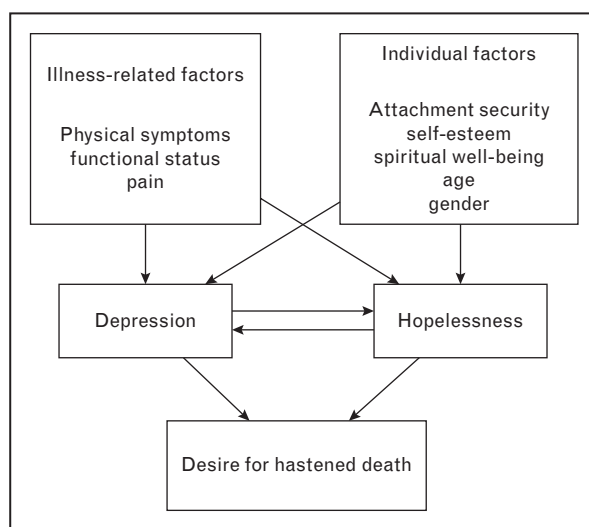 Illness-related factors
Physical symptoms
functional status
pain
Individual factors
Attachment security
self-esteem
spiritual well-being
age
gender
Depression
Hopelessness
Desire for hastened death